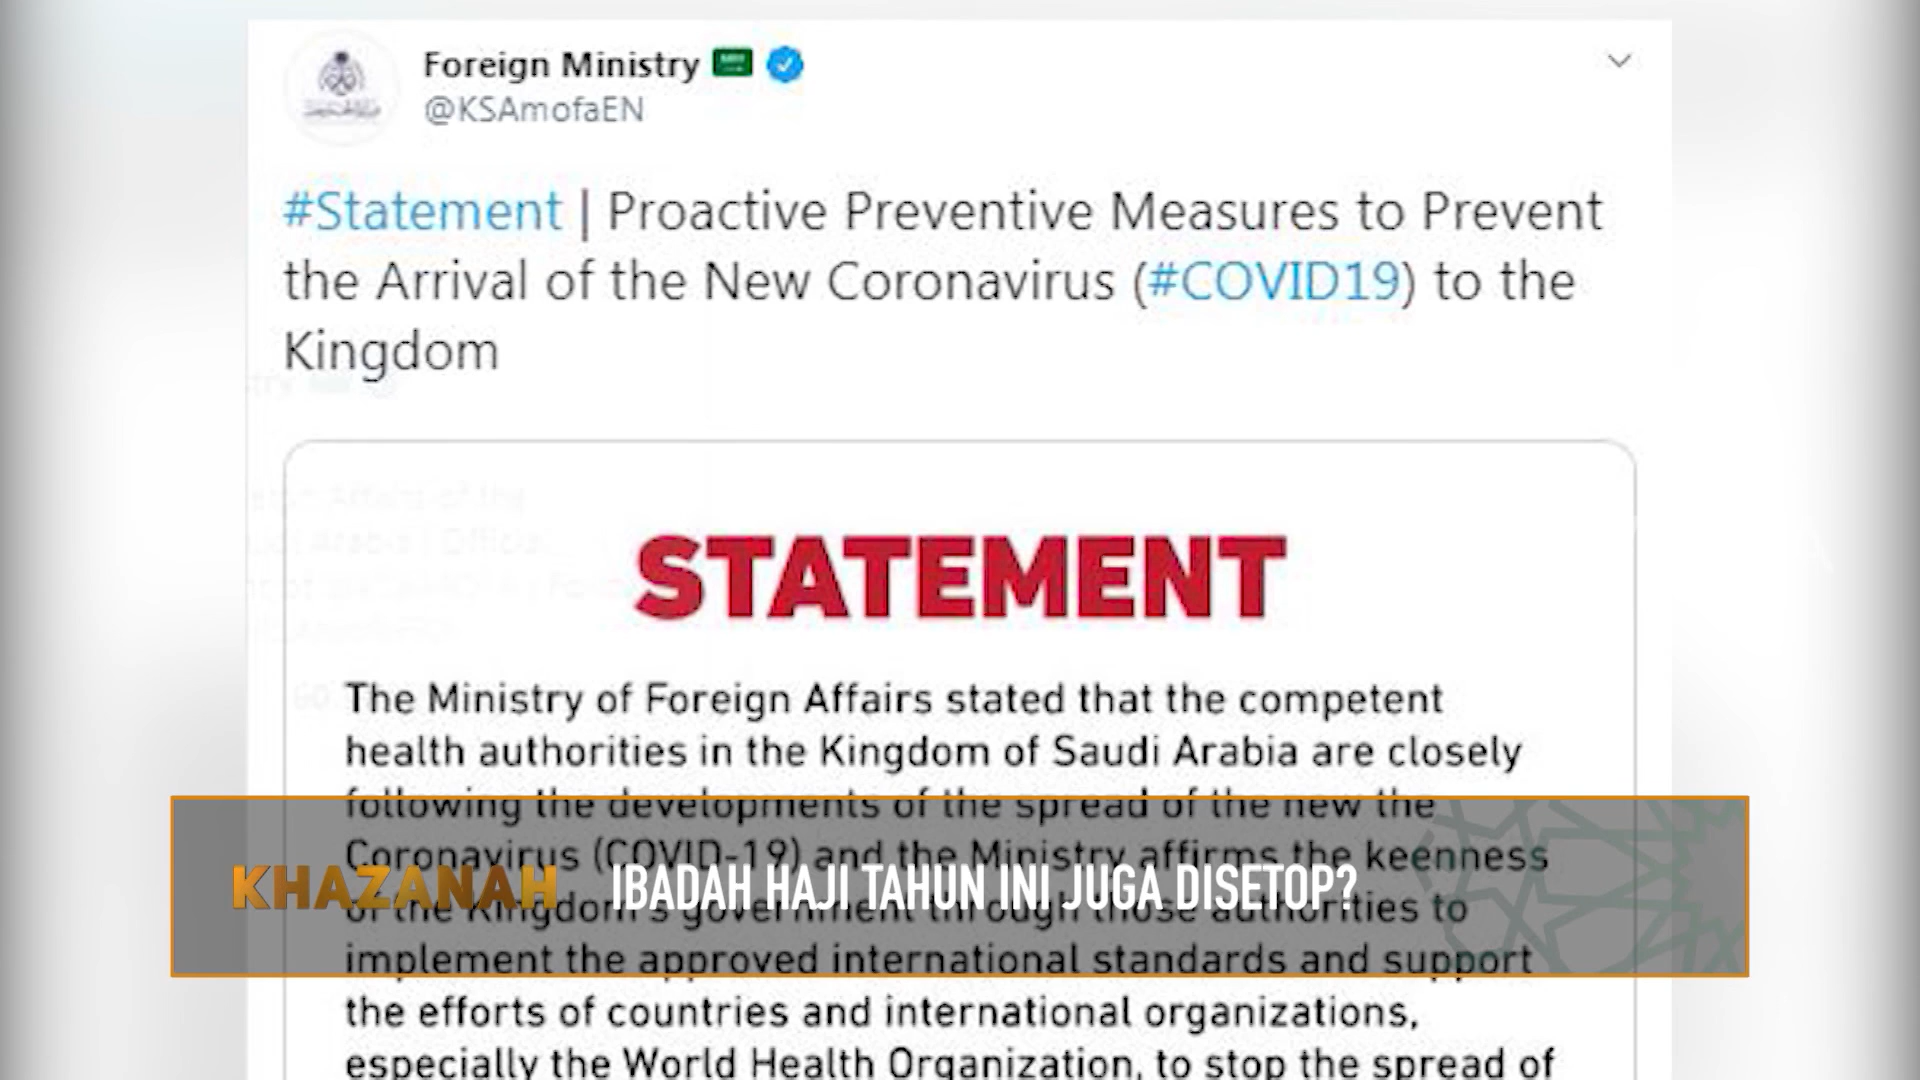 Foreign Ministry
@KSAmofaEN
#Statement | Proactive Preventive Measures to Prevent
the Arrival of the New Coronavirus (#COVID19) to the
Kingdom
STATEMENT
The Ministry of Foreign Affairs stated that the competent
health authorities in the Kingdom of Saudi Arabia are closely
following the developments of the spread of the new the
Coronavirus (COVID-19) and the Ministry affirms the keenness
of the Kingdom's government through those authorities to
implement the approved international standards and support
the efforts of countries and international organizations,
especially the World Health Organization, to stop the spread of
KHAZANAH
IBADAH HAJI TAHUN INI JUGA DISETOP?